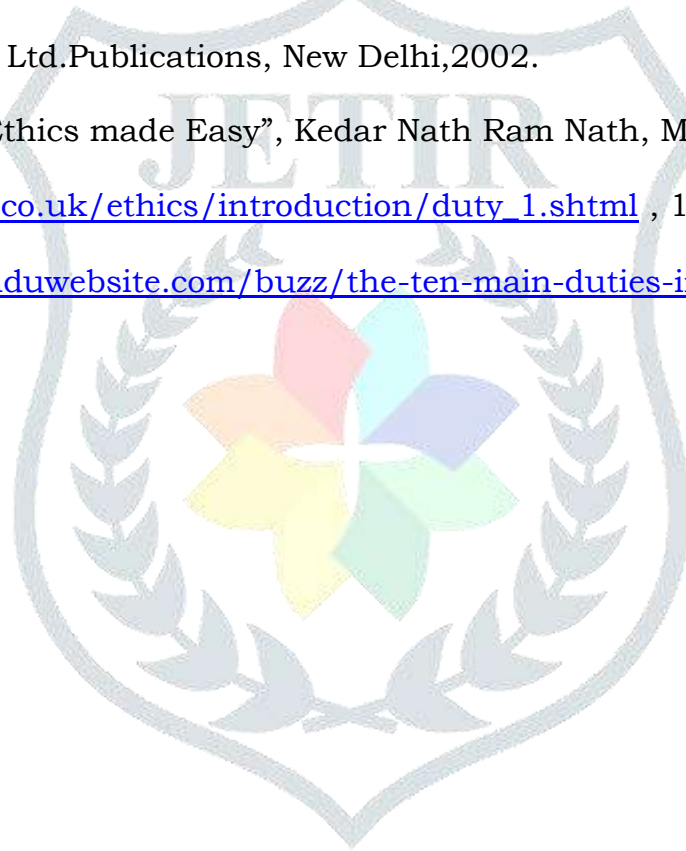 Ltd.Publications, New Delhi,2002.
JETIR
Ethics made Easy”, Kedar Nath Ram Nath, M
co.uk/ethics/introduction/duty_1.shtml , 1
duwebsite.com/buzz/the-ten-main-duties-i